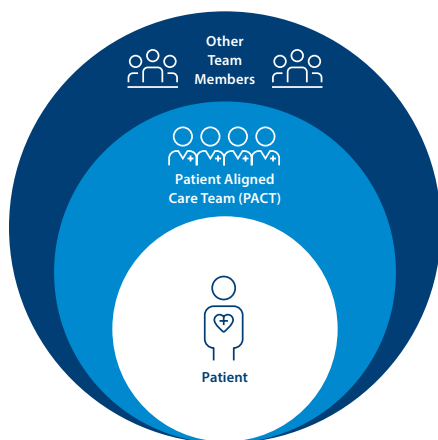 Other
Team
Members
Patient Aligned
Care Team (PACT)
Patient